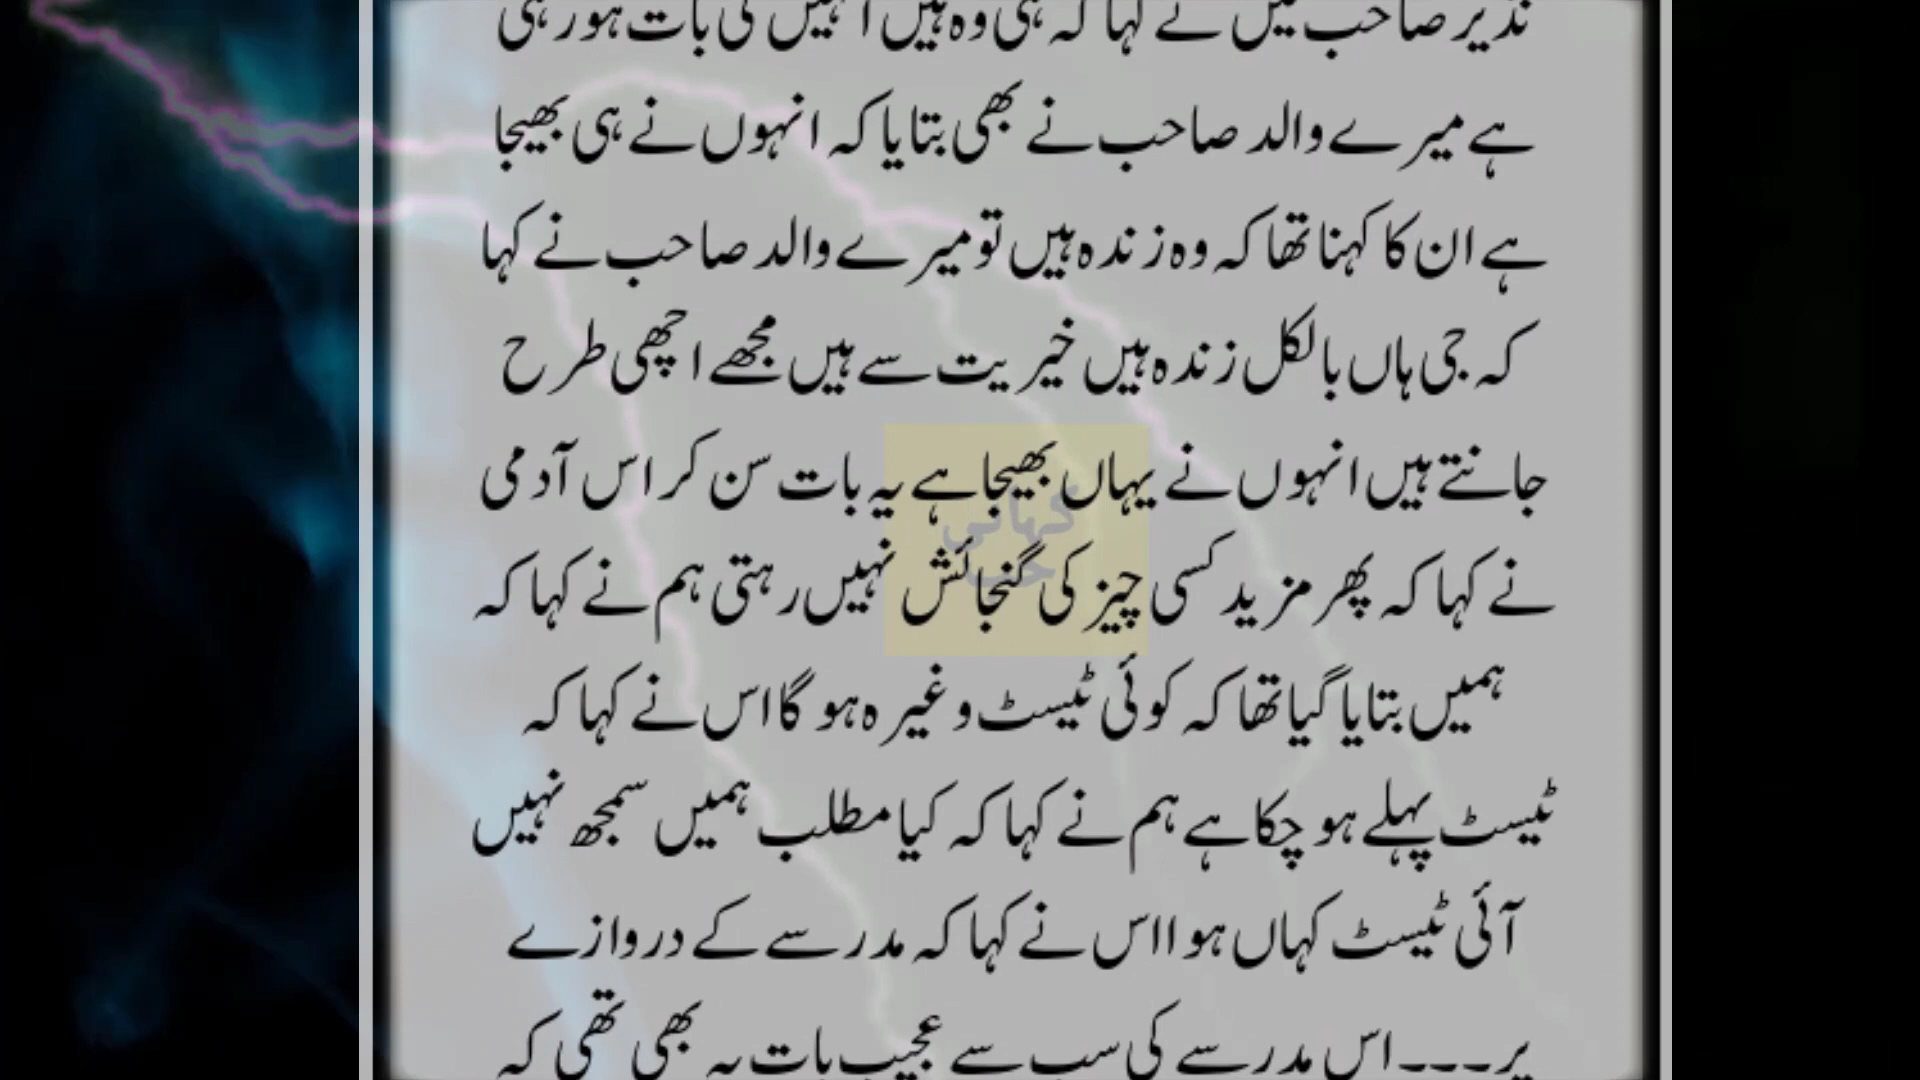 نذیر صاحب میں نے کہا کہ جی وہ ہیں انہیں کی بات ہو رہی
ہے میرے والد صاحب نے بھی بتایا کہ انہوں نے ہی بھیجا
ہے ان کا کہنا تھا کہ وہ زندہ ہیں تو میرے والد صاحب نے کہا
کہ جی ہاں بالکل زندہ ہیں خیریت سے ہیں مجھے اچھی طرح
جانتے ہیں انہوں نے یہاں بھیجا ہے یہ بات سن کر اس آدمی
نے کہا کہ پھر مزید کسی چیز کی گنجائش نہیں رہتی ہم نے کہا کہ
ہمیں بتایا گیا تھا کہ کوئی ٹیسٹ وغیرہ ہو گا اس نے کہا کہ
ٹیسٹ پہلے ہو چکا ہے ہم نے کہا کہ کیا مطلب ہمیں سمجھ نہیں
آئی ٹیسٹ کہاں ہوا اس نے کہا کہ مدرسے کے دروازے
پر۔۔۔اس مدرسے کی سب سے عجیب بات یہ بھی تھی کہ
کہانی